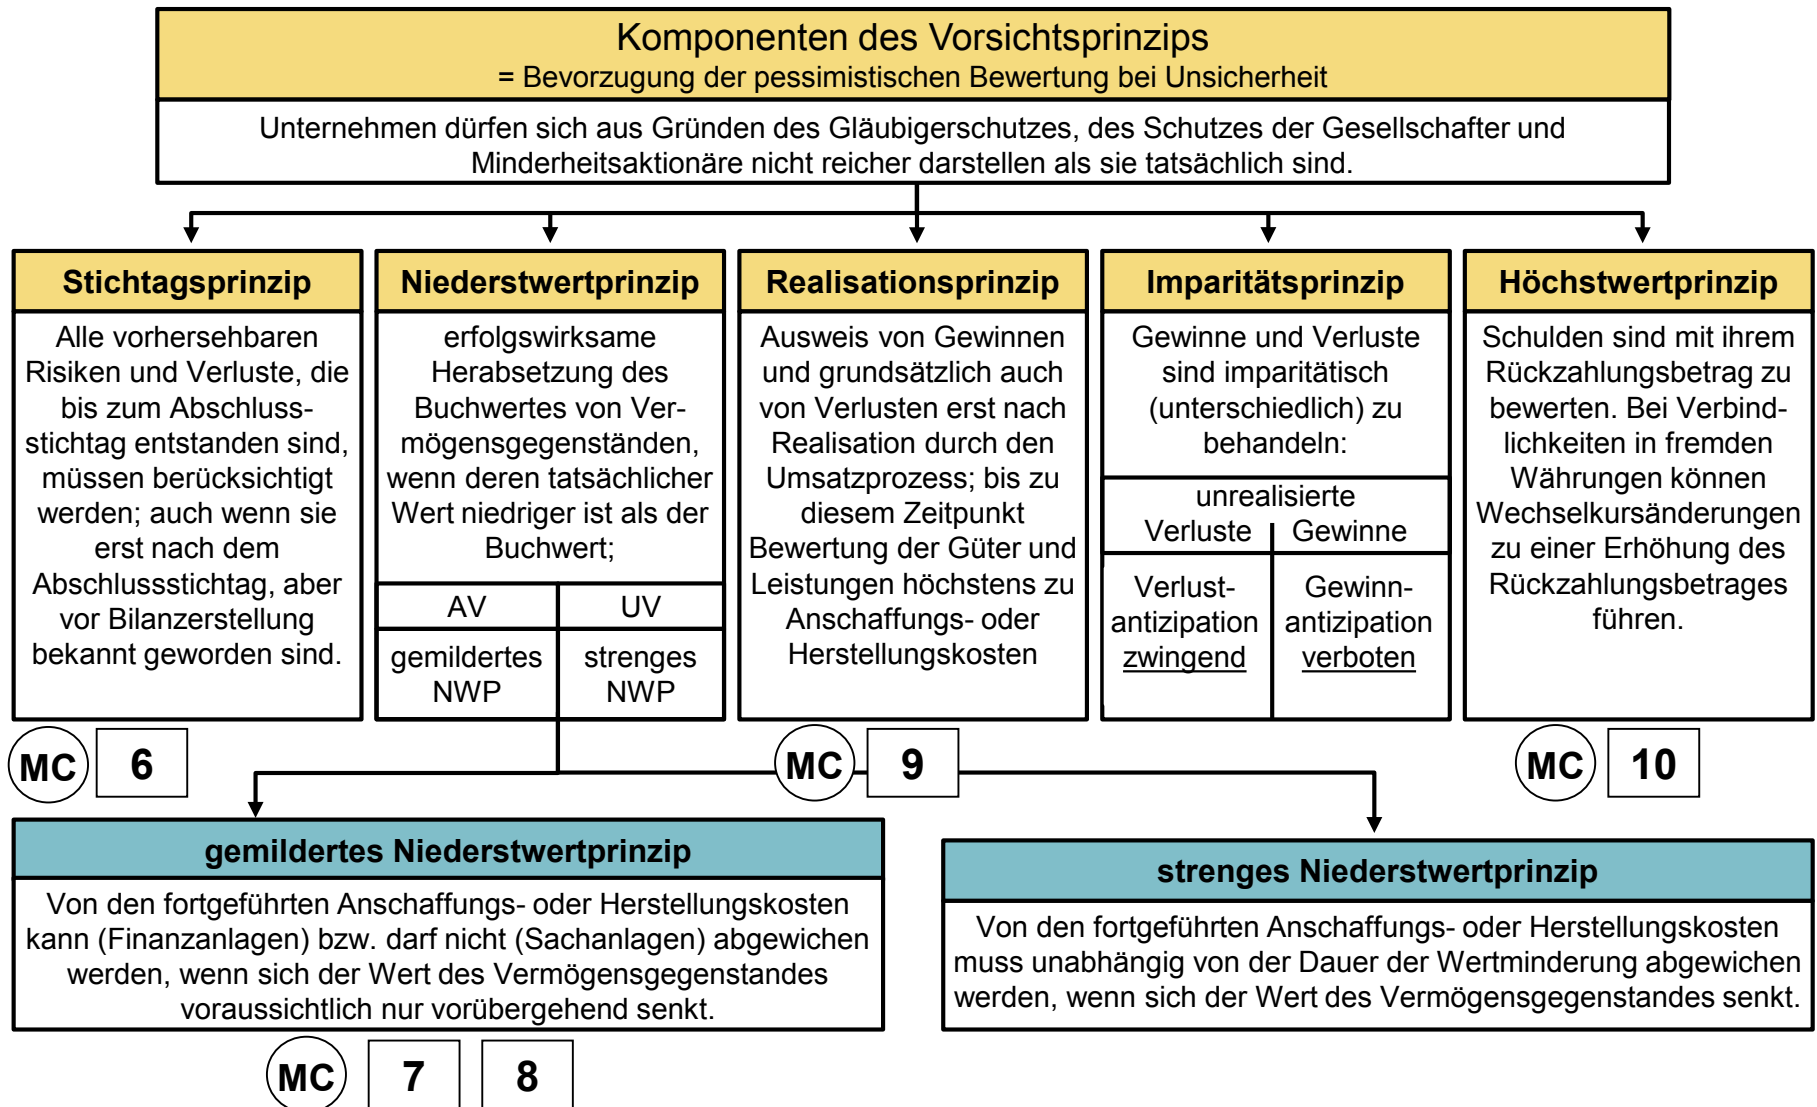 Komponenten des Vorsichtsprinzips
= Bevorzugung der pessimistischen Bewertung bei Unsicherheit
Unternehmen dürfen sich aus Gründen des Gläubigerschutzes, des Schutzes der Gesellschafter und
Minderheitsaktionäre nicht reicher darstellen als sie tatsächlich sind.
Stichtagsprinzip
Alle vorhersehbaren
Risiken und Verluste, die
bis zum Abschluss-
stichtag entstanden sind,
müssen berücksichtigt
werden; auch wenn sie
erst nach dem
Abschlussstichtag, aber
vor Bilanzerstellung
bekannt geworden sind.
Niederstwertprinzip
erfolgswirksame
Herabsetzung des
Buchwertes von Ver-
mögensgegenständen,
wenn deren tatsächlicher
Wert niedriger ist als der
Buchwert;
AV
UV
gemildertes
NWP
strenges
NWP
Realisationsprinzip
Ausweis von Gewinnen
und grundsätzlich auch
von Verlusten erst nach
Realisation durch den
Umsatzprozess; bis zu
diesem Zeitpunkt
Bewertung der Güter und
Leistungen höchstens zu
Anschaffungs- oder
Herstellungskosten
Imparitätsprinzip
Gewinne und Verluste
sind imparitätisch
(unterschiedlich) zu
behandeln:
unrealisierte
Verluste
Gewinne
Verlust-
antizipation
zwingend
Gewinn-
antizipation
verboten
Höchstwertprinzip
Schulden sind mit ihrem
Rückzahlungsbetrag zu
bewerten. Bei Verbind-
lichkeiten in fremden
Währungen können
Wechselkursänderungen
zu einer Erhöhung des
Rückzahlungsbetrages
führen.
MC 6
MC 9
MC 10
gemildertes Niederstwertprinzip
Von den fortgeführten Anschaffungs- oder Herstellungskosten
kann (Finanzanlagen) bzw. darf nicht (Sachanlagen) abgewichen
werden, wenn sich der Wert des Vermögensgegenstandes
voraussichtlich nur vorübergehend senkt.
strenges Niederstwertprinzip
Von den fortgeführten Anschaffungs- oder Herstellungskosten
muss unabhängig von der Dauer der Wertminderung abgewichen
werden, wenn sich der Wert des Vermögensgegenstandes senkt.
MC 7 8